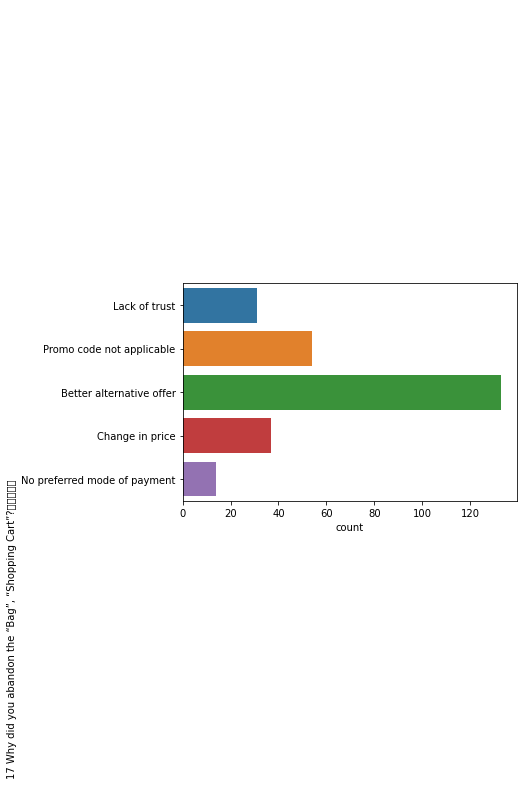 Lack of trust
Promo code not applicable
Better alternative offer
Change in price
No preferred mode of payment
0 20 40 60 80 100 120
count
17 Why did you abandon the “Bag”, “Shopping Cart”?